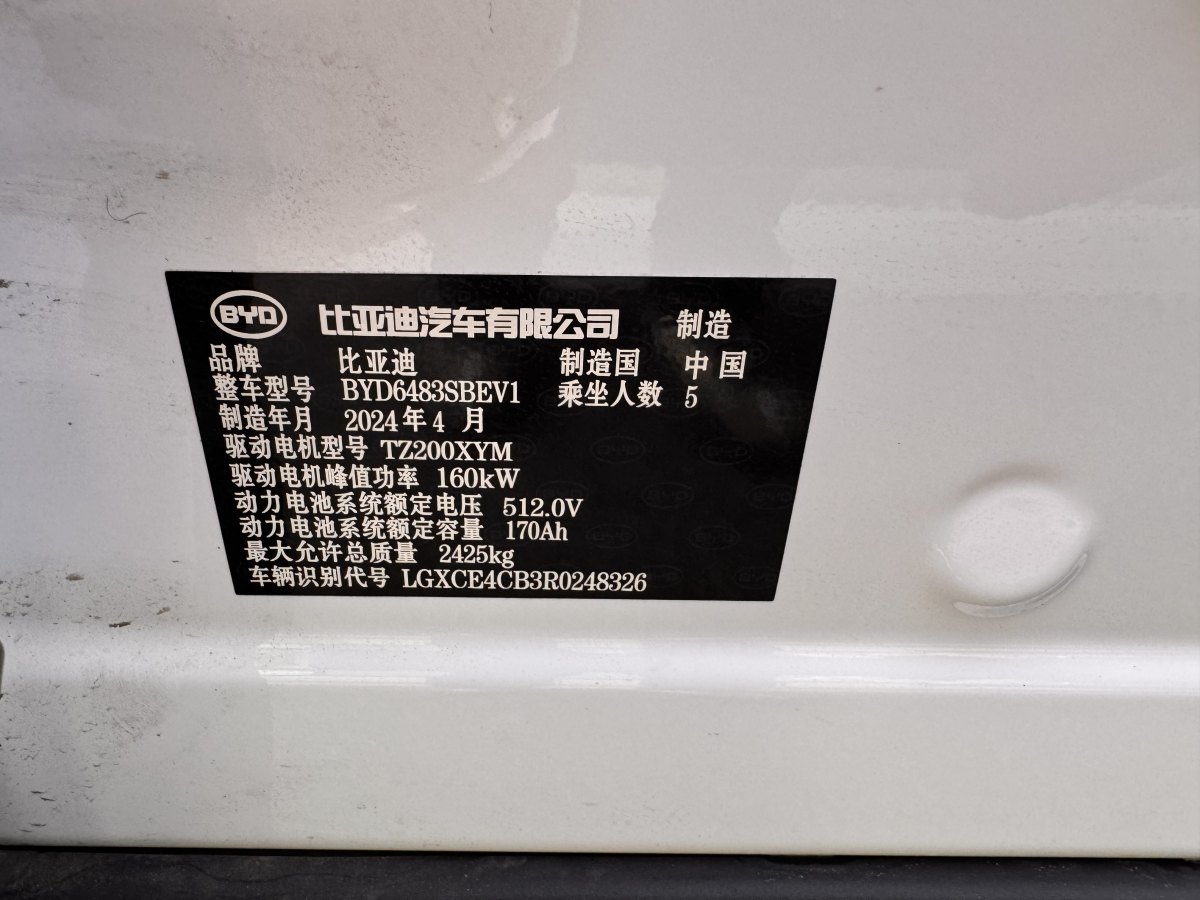 BYD 比亚迪汽车有限公司 制造
品牌 比亚迪 制造国 中国
整车型号 BYD6483SBEV1 乘坐人数 5
制造年月 2024年4月
驱动电机型号 TZ200XYM
驱动电机峰值功率 160kW
动力电池系统额定电压 512.0V
动力电池系统额定容量 170Ah
最大允许总质量 2425kg
车辆识别代号 LGXCE4CB3R0248326